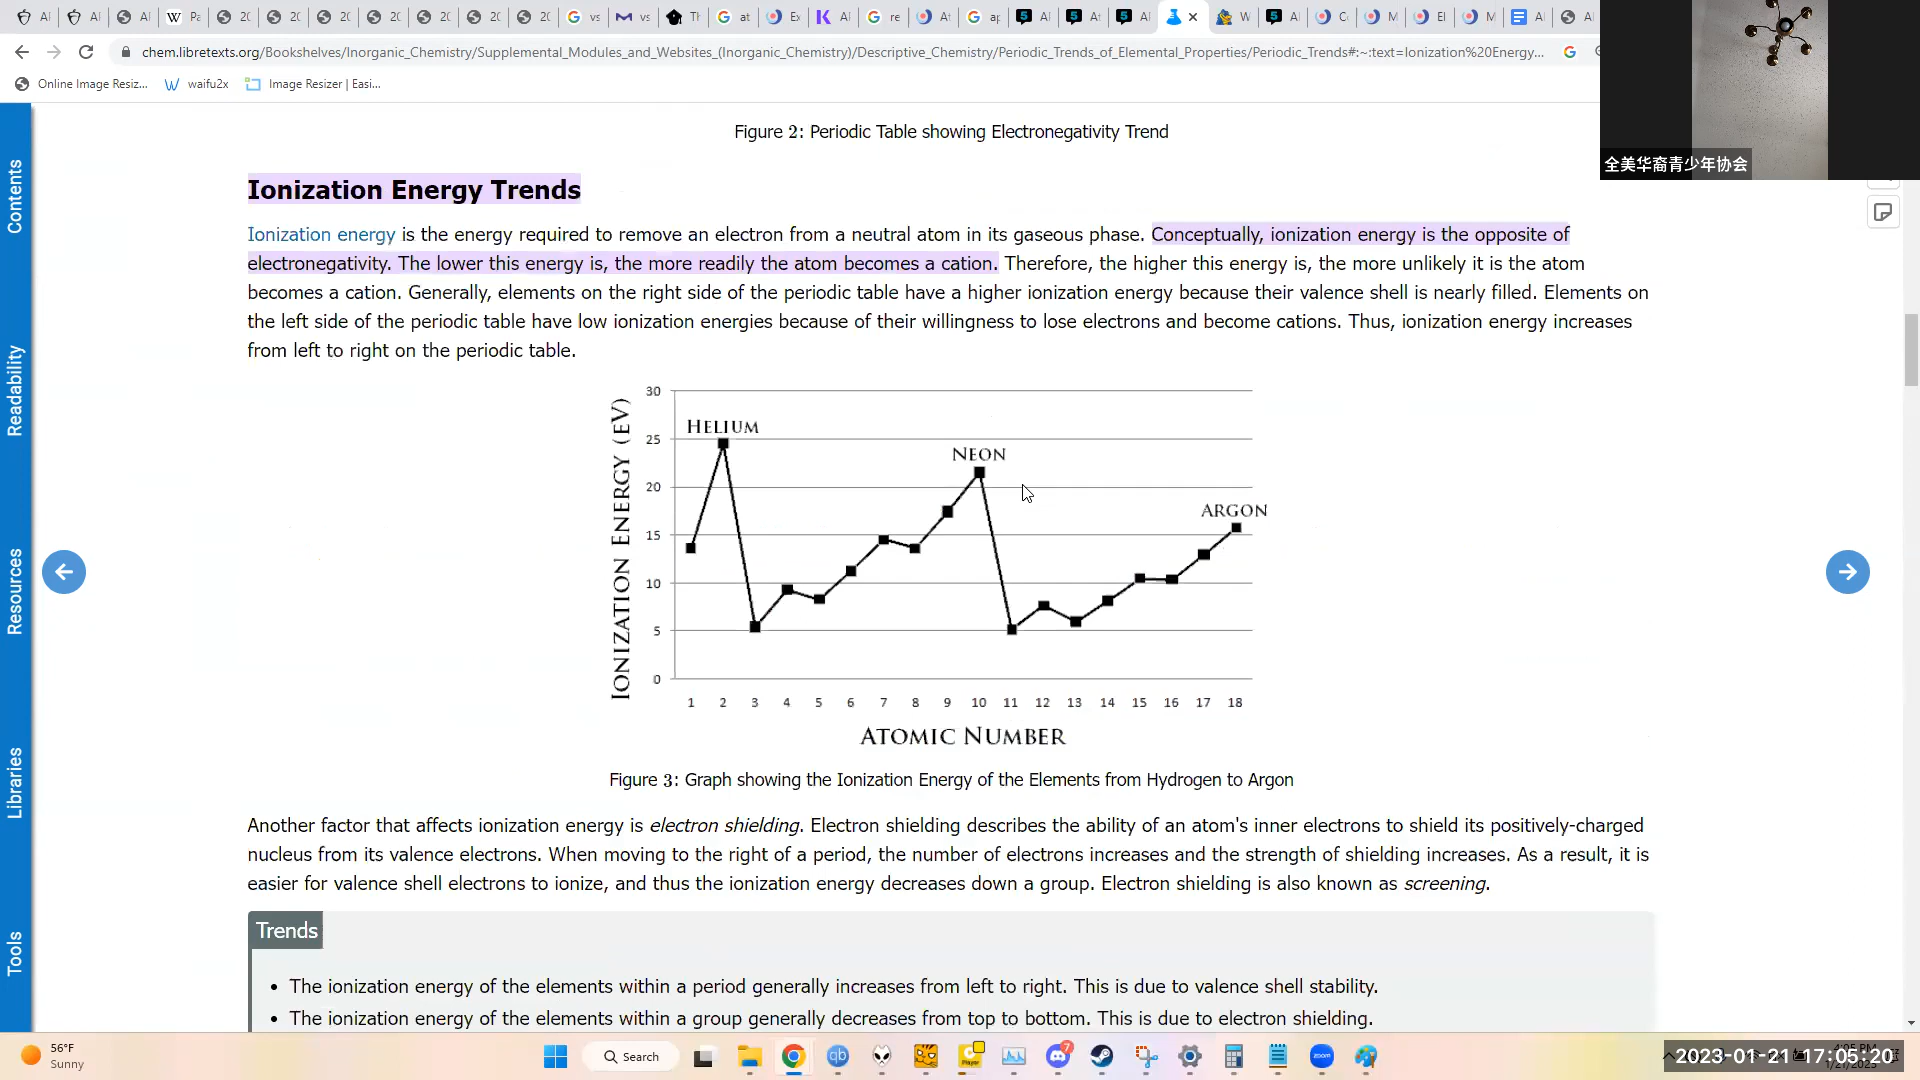 chem.libretexts.org/Bookshelves/Inorganic_Chemistry/Supplemental_Modules_and_Websites_(Inorganic_Chemistry)/Descriptive_Chemistry/Periodic_Trends_of_Elemental_Properties/Periodic_Trends#:~:text=Ionization%20Energy...
Online Image Resiz...
waifu2x
Image Resizer | Easi...
全美华裔青少年协会
Contents
Readability
Resources
Libraries
Tools
Figure 2: Periodic Table showing Electronegativity Trend
Ionization Energy Trends
Ionization energy is the energy required to remove an electron from a neutral atom in its gaseous phase. Conceptually, ionization energy is the opposite of
electronegativity. The lower this energy is, the more readily the atom becomes a cation. Therefore, the higher this energy is, the more unlikely it is the atom
becomes a cation. Generally, elements on the right side of the periodic table have a higher ionization energy because their valence shell is nearly filled. Elements on
the left side of the periodic table have low ionization energies because of their willingness to lose electrons and become cations. Thus, ionization energy increases
from left to right on the periodic table.
IONIZATION ENERGY (EV)
30
25
20
15
10
5
0
HELIUM
NEON
ARGON
1 2 3 4 5 6 7 8 9 10 11 12 13 14 15 16 17 18
ATOMIC NUMBER
Figure 3: Graph showing the Ionization Energy of the Elements from Hydrogen to Argon
Another factor that affects ionization energy is electron shielding. Electron shielding describes the ability of an atom's inner electrons to shield its positively-charged
nucleus from its valence electrons. When moving to the right of a period, the number of electrons increases and the strength of shielding increases. As a result, it is
easier for valence shell electrons to ionize, and thus the ionization energy decreases down a group. Electron shielding is also known as screening.
Trends
• The ionization energy of the elements within a period generally increases from left to right. This is due to valence shell stability.
• The ionization energy of the elements within a group generally decreases from top to bottom. This is due to electron shielding.
56°F
Sunny
Search
qb
7
zoom
2023-01-21 17:05:20